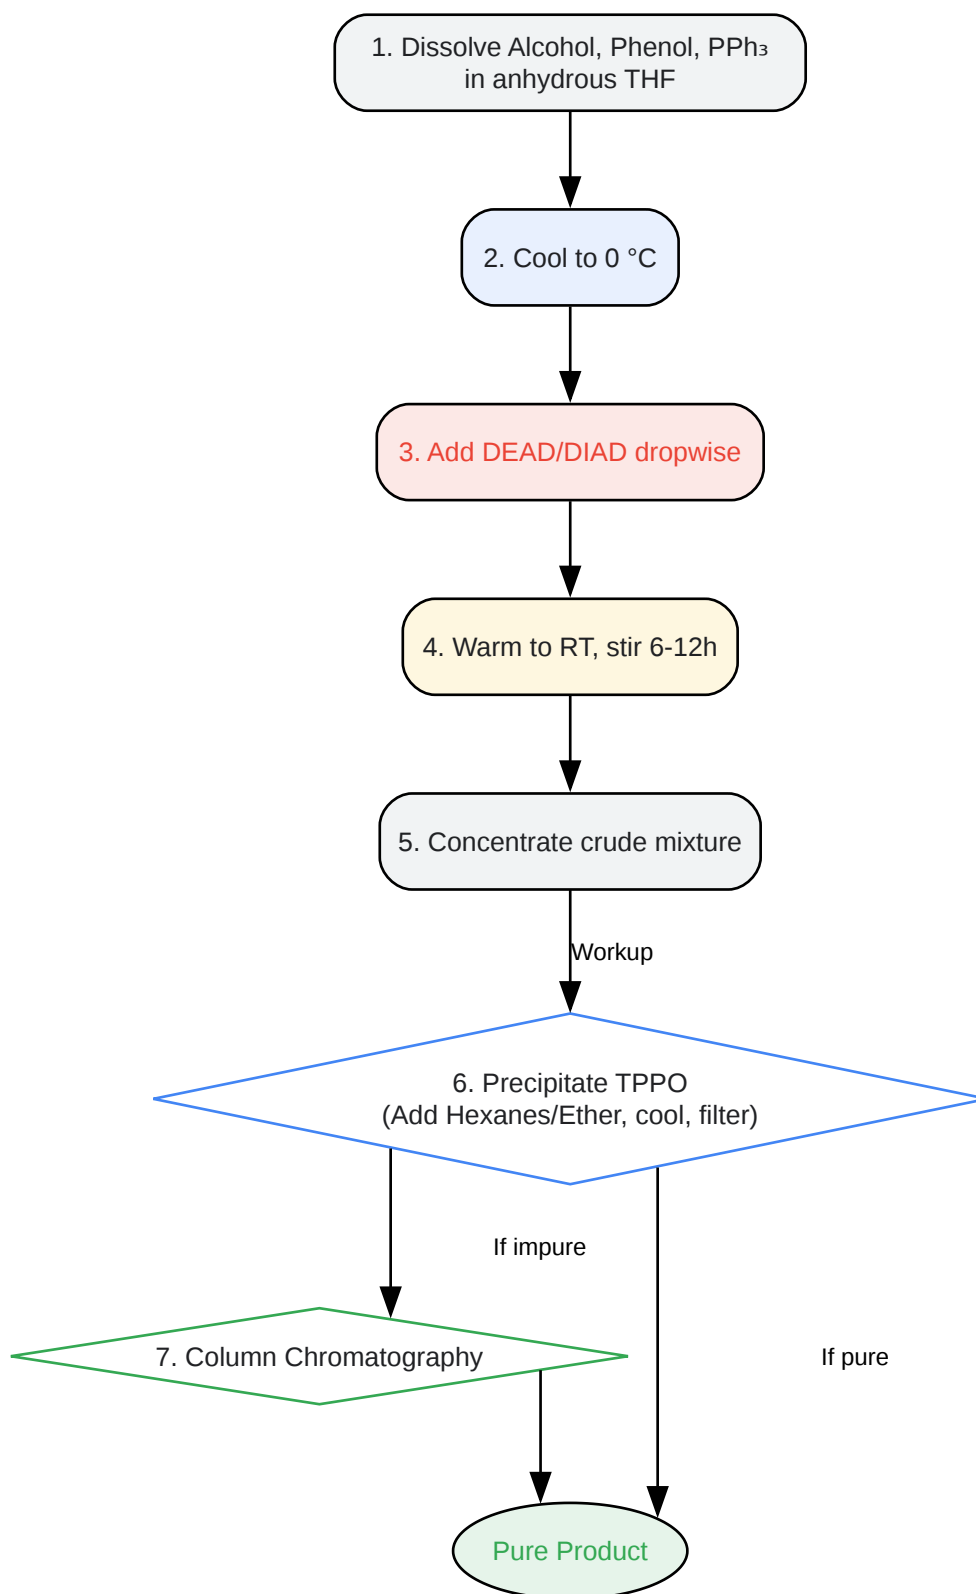 1. Dissolve Alcohol, Phenol, PPh₃
in anhydrous THF
2. Cool to 0 °C
3. Add DEAD/DIAD dropwise
4. Warm to RT, stir 6-12h
5. Concentrate crude mixture
Workup
6. Precipitate TPPO
(Add Hexanes/Ether, cool, filter)
If impure
7. Column Chromatography
If pure
Pure Product